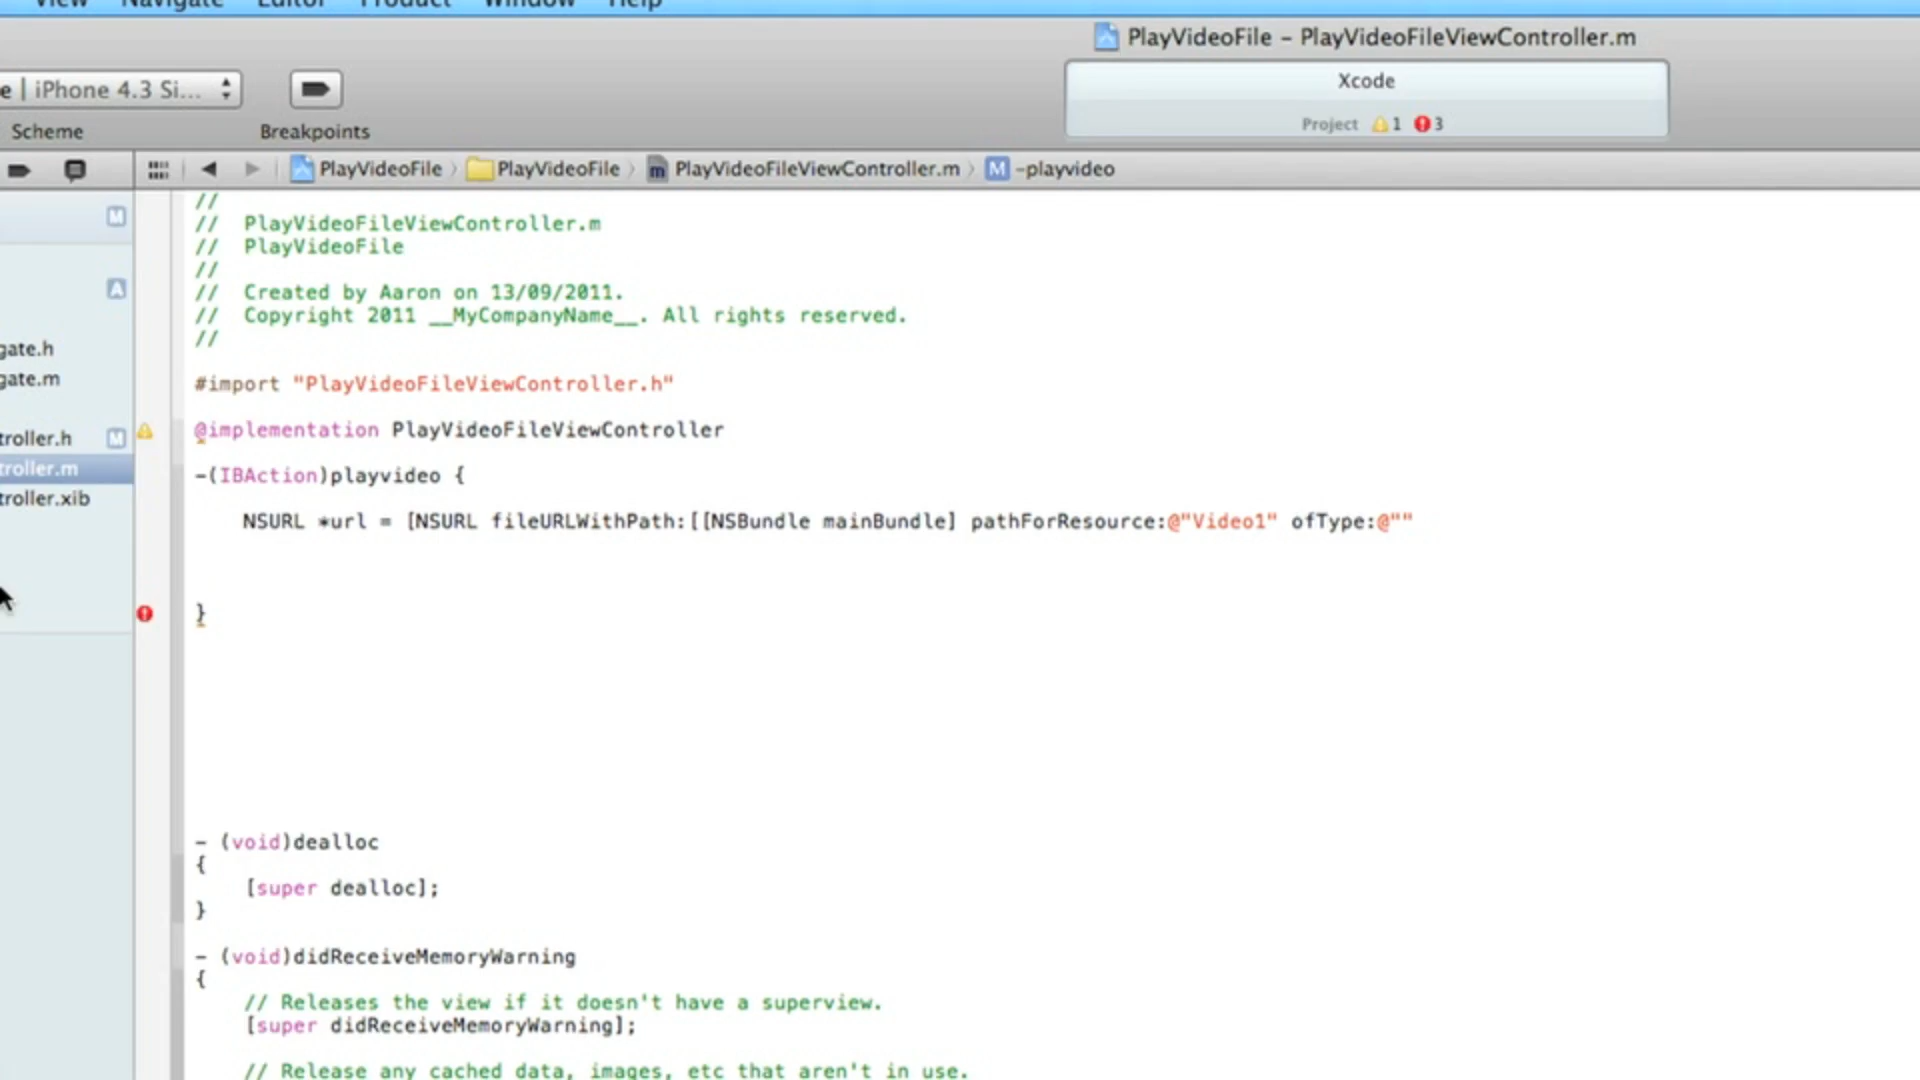 View Navigate Editor Product Window Help
PlayVideoFile - PlayVideoFileViewController.m
e | iPhone 4.3 Si...
Xcode
Scheme Breakpoints
Project 1 3
PlayVideoFile PlayVideoFile PlayVideoFileViewController.m M -playvideo
M
A
gate.h
gate.m
troller.h M
troller.m
troller.xib
//
// PlayVideoFileViewController.m
// PlayVideoFile
//
// Created by Aaron on 13/09/2011.
// Copyright 2011 __MyCompanyName__. All rights reserved.
//
#import "PlayVideoFileViewController.h"
@implementation PlayVideoFileViewController
-(IBAction)playvideo {
NSURL *url = [NSURL fileURLWithPath:[[NSBundle mainBundle] pathForResource:@"Video1" ofType:@""
}
- (void)dealloc
{
[super dealloc];
}
- (void)didReceiveMemoryWarning
{
// Releases the view if it doesn't have a superview.
[super didReceiveMemoryWarning];
// Release any cached data, images, etc that aren't in use.